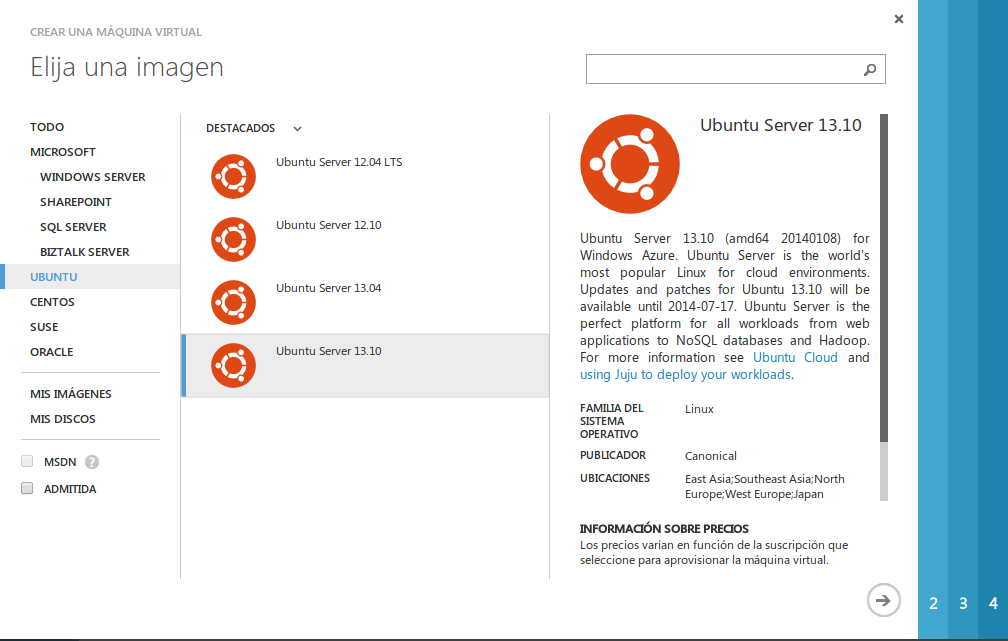 CREAR UNA MÁQUINA VIRTUAL
Elija una imagen
TODO
MICROSOFT
WINDOWS SERVER
SHAREPOINT
SQL SERVER
BIZTALK SERVER
UBUNTU
CENTOS
SUSE
ORACLE
MIS IMÁGENES
MIS DISCOS
MSDN ?
ADMITIDA
DESTACADOS
Ubuntu Server 12.04 LTS
Ubuntu Server 12.10
Ubuntu Server 13.04
Ubuntu Server 13.10
Ubuntu Server 13.10
Ubuntu Server 13.10 (amd64 20140108) for
Windows Azure. Ubuntu Server is the world's
most popular Linux for cloud environments.
Updates and patches for Ubuntu 13.10 will be
available until 2014-07-17. Ubuntu Server is the
perfect platform for all workloads from web
applications to NoSQL databases and Hadoop.
For more information see Ubuntu Cloud and
using Juju to deploy your workloads.
FAMILIA DEL
SISTEMA
OPERATIVO
Linux
PUBLICADOR
Canonical
UBICACIONES
East Asia;Southeast Asia;North
Europe;West Europe;Japan
INFORMACIÓN SOBRE PRECIOS
Los precios varían en función de la suscripción que
seleccione para aprovisionar la máquina virtual.
2 3 4